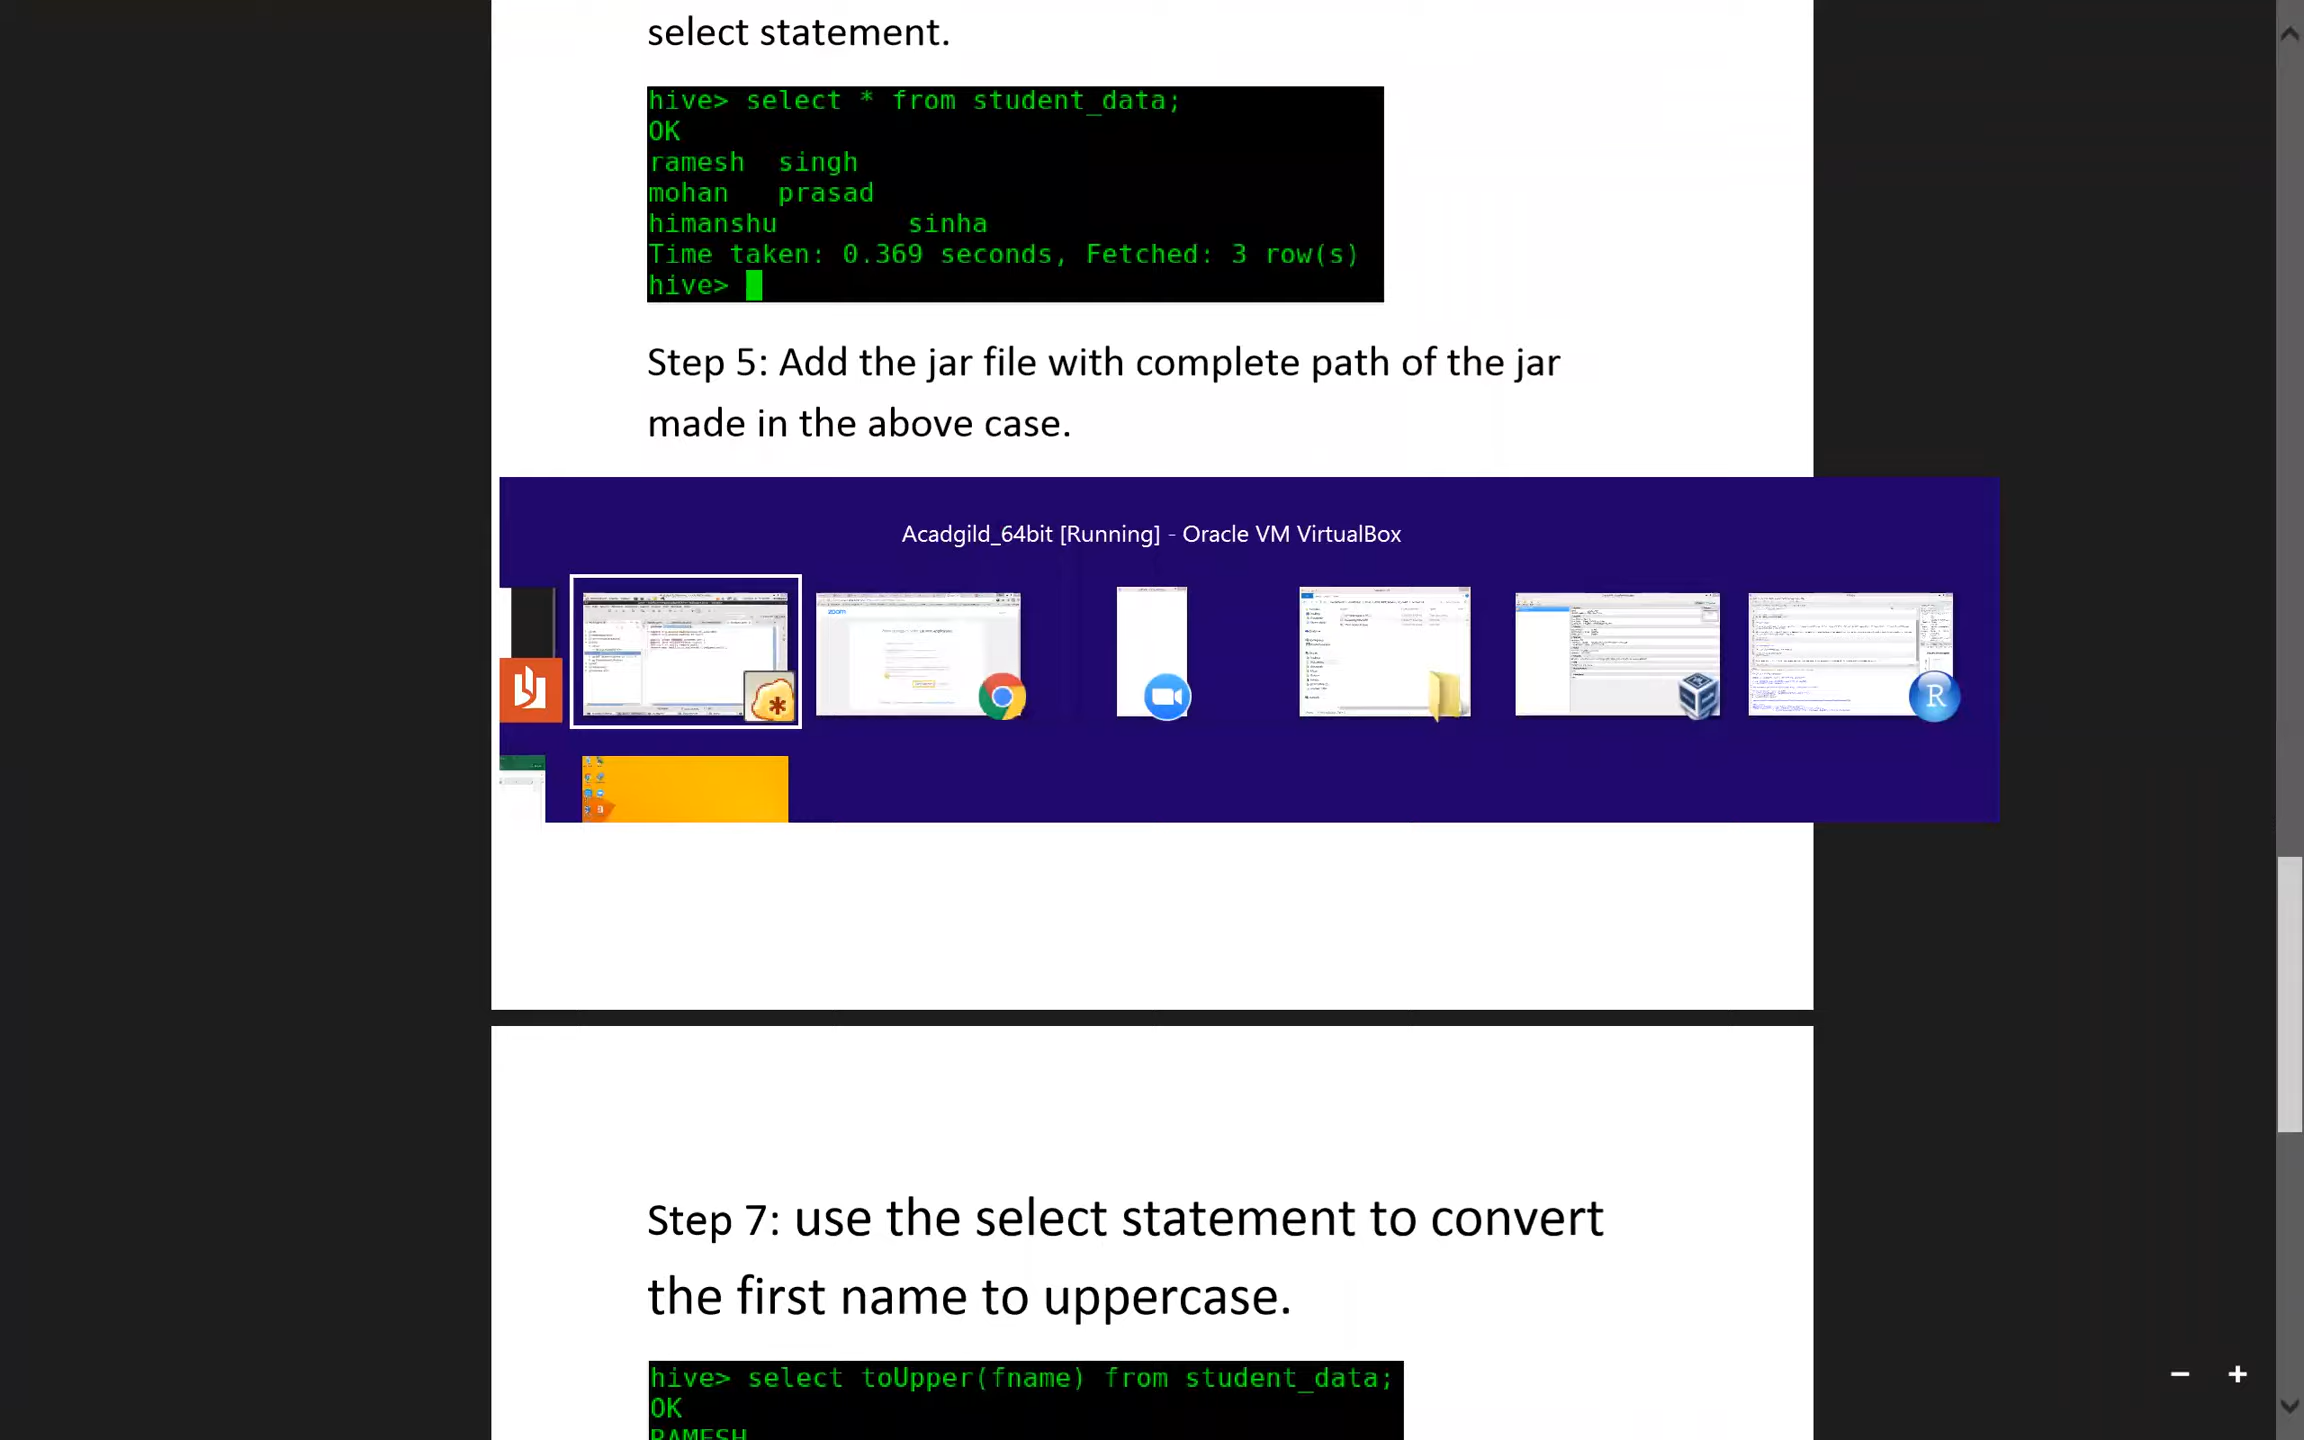 select statement.
hive> select * from student_data;
OK
ramesh singh
mohan prasad
himanshu sinha
Time taken: 0.369 seconds, Fetched: 3 row(s)
hive>
Step 5: Add the jar file with complete path of the jar
made in the above case.
Acadgild_64bit [Running] - Oracle VM VirtualBox
zoom
R
Step 7: use the select statement to convert
the first name to uppercase.
hive> select toUpper(fname) from student_data;
OK
RAMESH